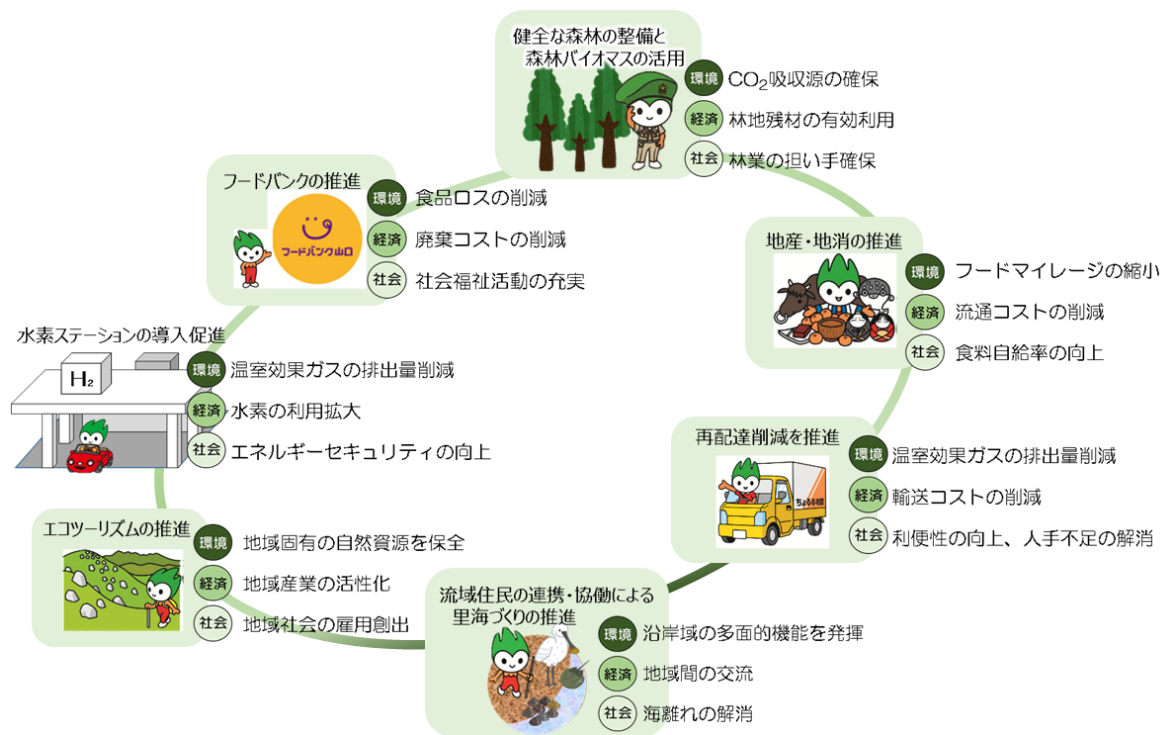 健全な森林の整備と
森林バイオマスの活用
環境 CO₂吸収源の確保
経済 林地残材の有効利用
社会 林業の担い手確保
フードバンクの推進
フードバンク山口
環境 食品ロスの削減
経済 廃棄コストの削減
社会 社会福祉活動の充実
地産・地消の推進
環境 フードマイレージの縮小
経済 流通コストの削減
社会 食料自給率の向上
水素ステーションの導入促進
H₂
環境 温室効果ガスの排出量削減
経済 水素の利用拡大
社会 エネルギーセキュリティの向上
再配達削減を推進
環境 温室効果ガスの排出量削減
経済 輸送コストの削減
社会 利便性の向上、人手不足の解消
エコツーリズムの推進
環境 地域固有の自然資源を保全
経済 地域産業の活性化
社会 地域社会の雇用創出
流域住民の連携・協働による
里海づくりの推進
環境 沿岸域の多面的機能を発揮
経済 地域間の交流
社会 海離れの解消